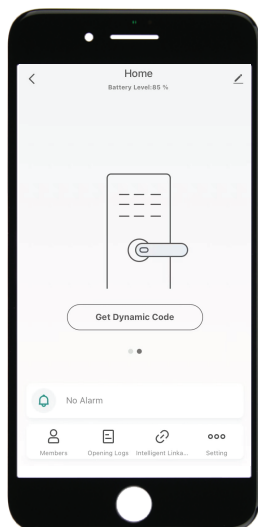 Home
Battery Level:85 %
Get Dynamic Code
No Alarm
Members Opening Logs Intelligent Linka... Setting